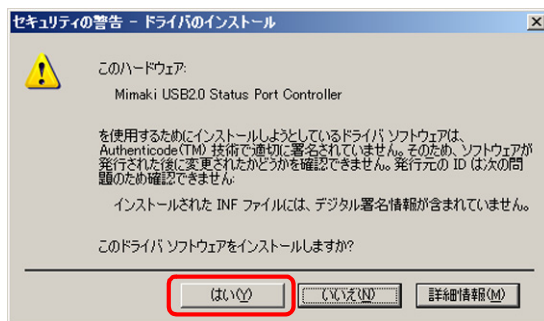 セキュリティの警告 - ドライバのインストール
このハードウェア:
Mimaki USB2.0 Status Port Controller
を使用するためにインストールしようとしているドライバ ソフトウェアは、
Authenticode(TM) 技術で適切に署名されていません。そのため、ソフトウェアが
発行された後に変更されたかどうかを確認できません。発行元の ID は次の問
題のため確認できません:
インストールされた INF ファイルには、デジタル署名情報が含まれていません。
このドライバ ソフトウェアをインストールしますか?
はい(Y) いいえ(N) 詳細情報(M)